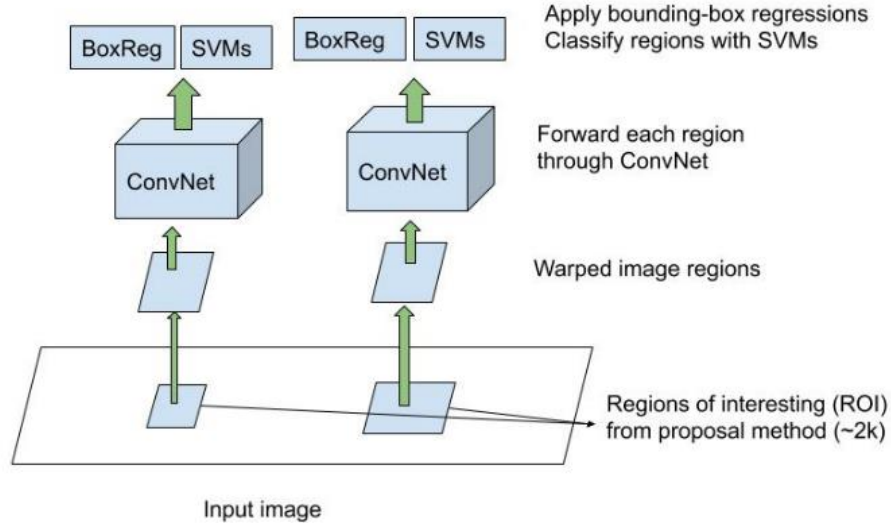 BoxReg SVMs BoxReg SVMs
Apply bounding-box regressions
Classify regions with SVMs
ConvNet ConvNet
Forward each region
through ConvNet
Warped image regions
Regions of interesting (ROI)
from proposal method (~2k)
Input image